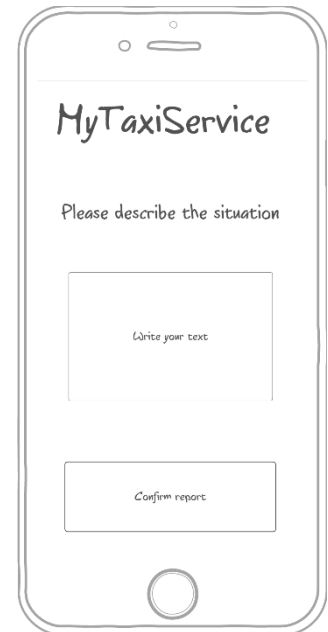 MyTaxiService
Please describe the situation
Write your text
Confirm report